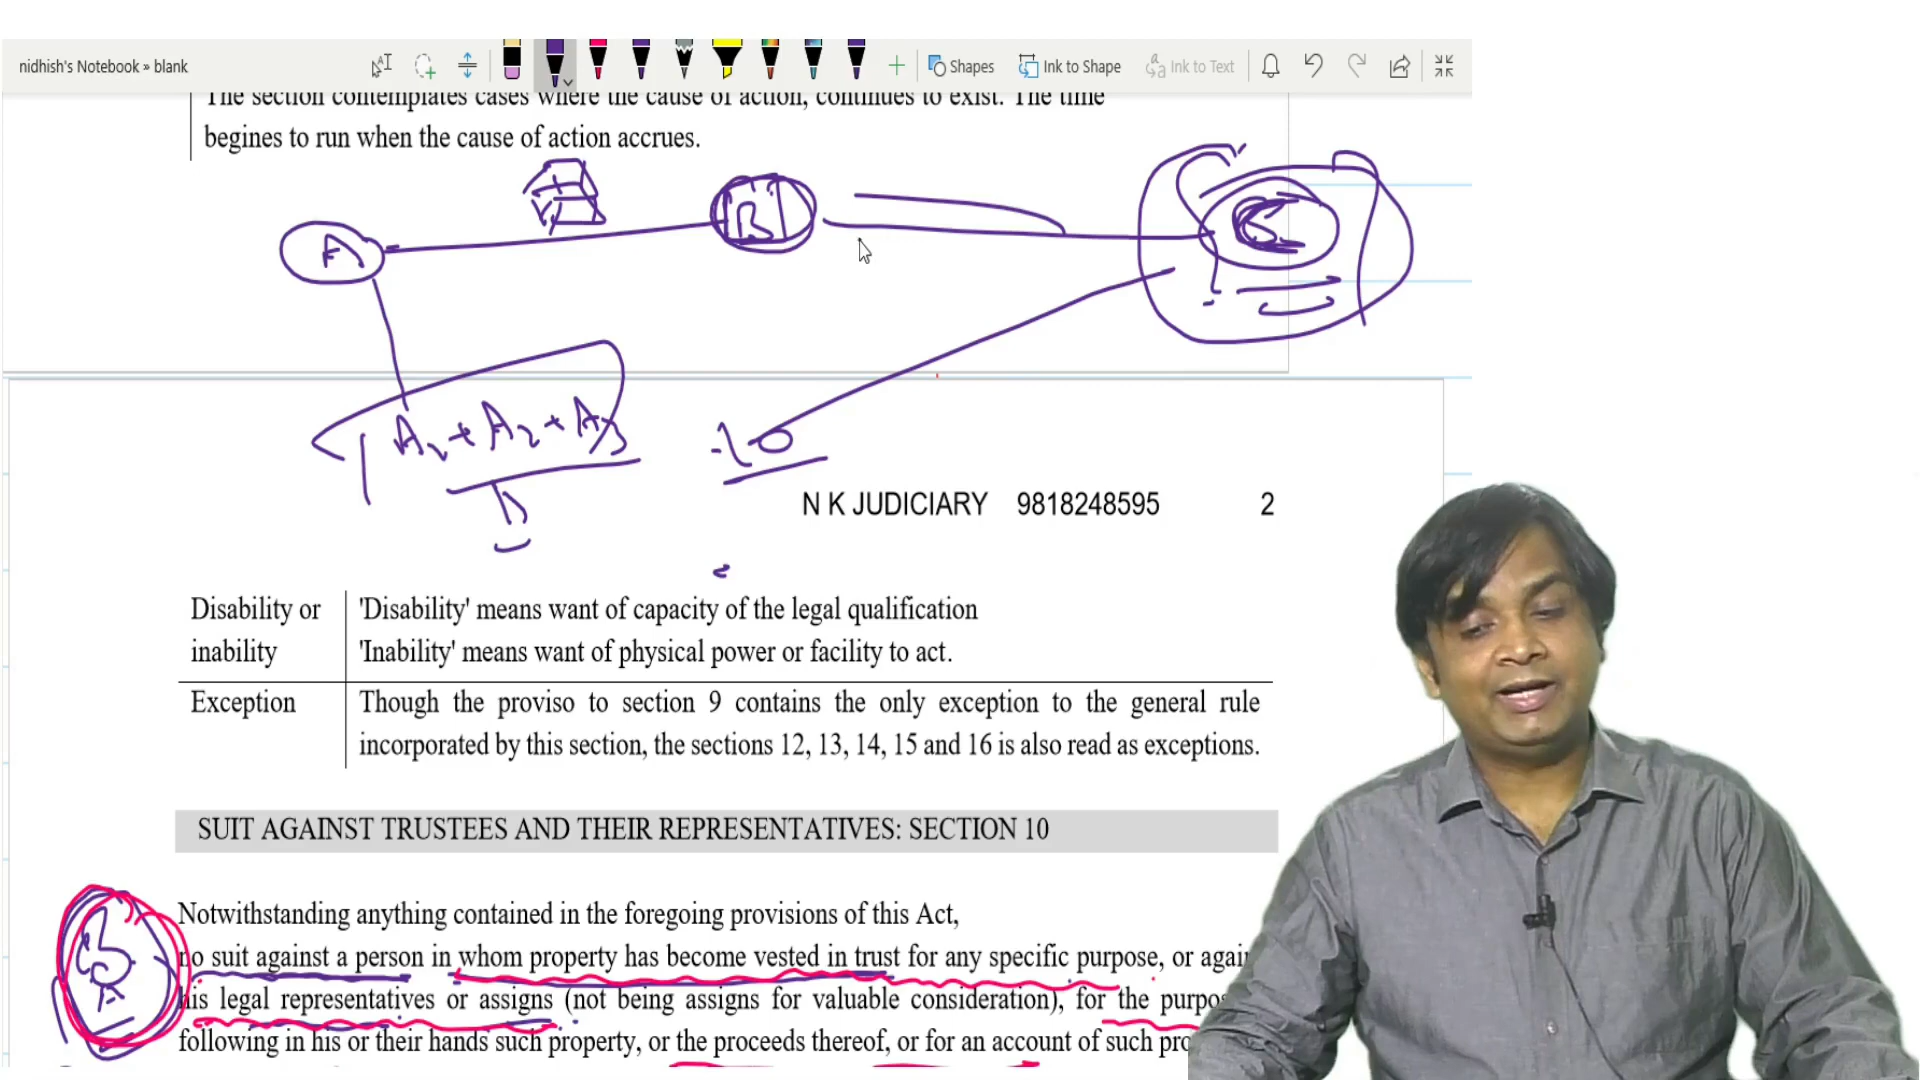 nidhish's Notebook » blank
Shapes
Ink to Shape
Ink to Text
The section contemplates cases where the cause of action, continues to exist. The time
begines to run when the cause of action accrues.
A
B
C
A1 + A2 + A3
10
D
N K JUDICIARY 9818248595 2
Disability or inability
'Disability' means want of capacity of the legal qualification
'Inability' means want of physical power or facility to act.
Exception
Though the proviso to section 9 contains the only exception to the general rule
incorporated by this section, the sections 12, 13, 14, 15 and 16 is also read as exceptions.
SUIT AGAINST TRUSTEES AND THEIR REPRESENTATIVES: SECTION 10
Notwithstanding anything contained in the foregoing provisions of this Act,
no suit against a person in whom property has become vested in trust for any specific purpose, or
his legal representatives or assigns (not being assigns for valuable consideration), for the
following in his or their hands such property, or the proceeds thereof, or for an account of such